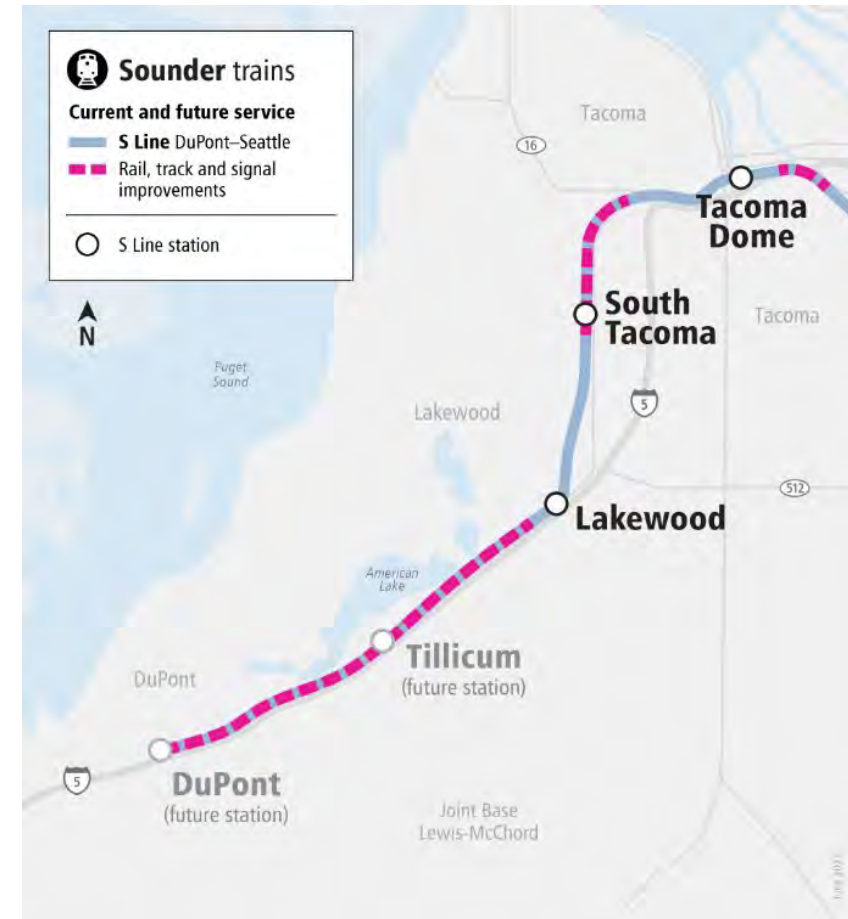 Sounder trains
Current and future service
S Line DuPont–Seattle
Rail, track and signal
improvements
S Line station
N
Tacoma
16
Tacoma
Dome
South
Tacoma
Tacoma
Puget
Sound
5
Lakewood
512
Lakewood
American
Lake
Tillicum
(future station)
DuPont
5
DuPont
(future station)
Joint Base
Lewis-McChord